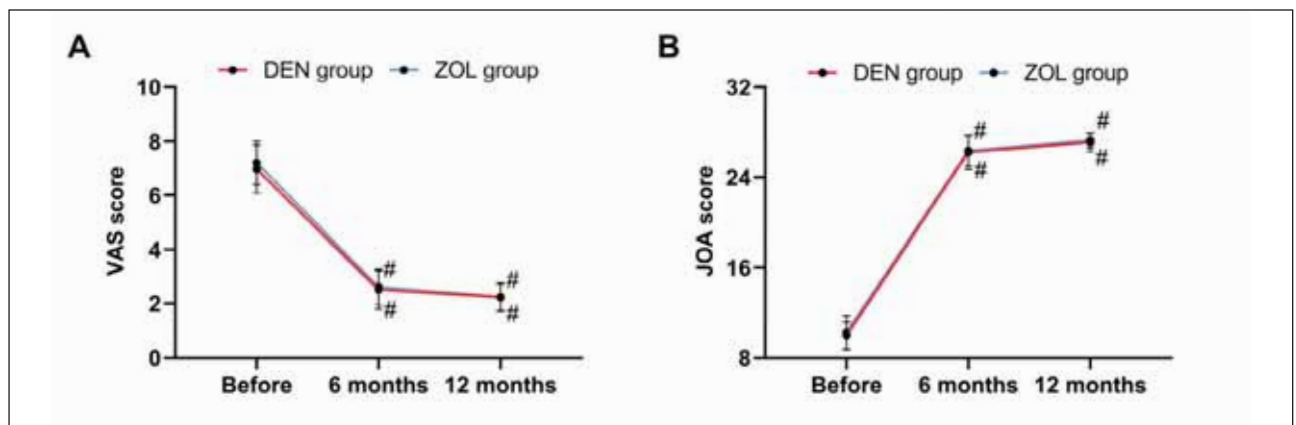 A
DEN group ZOL group
10
8
6
4
2
0
VAS score
Before 6 months 12 months
#
#
#
#
B
DEN group ZOL group
32
24
16
8
JOA score
Before 6 months 12 months
#
#
#
#